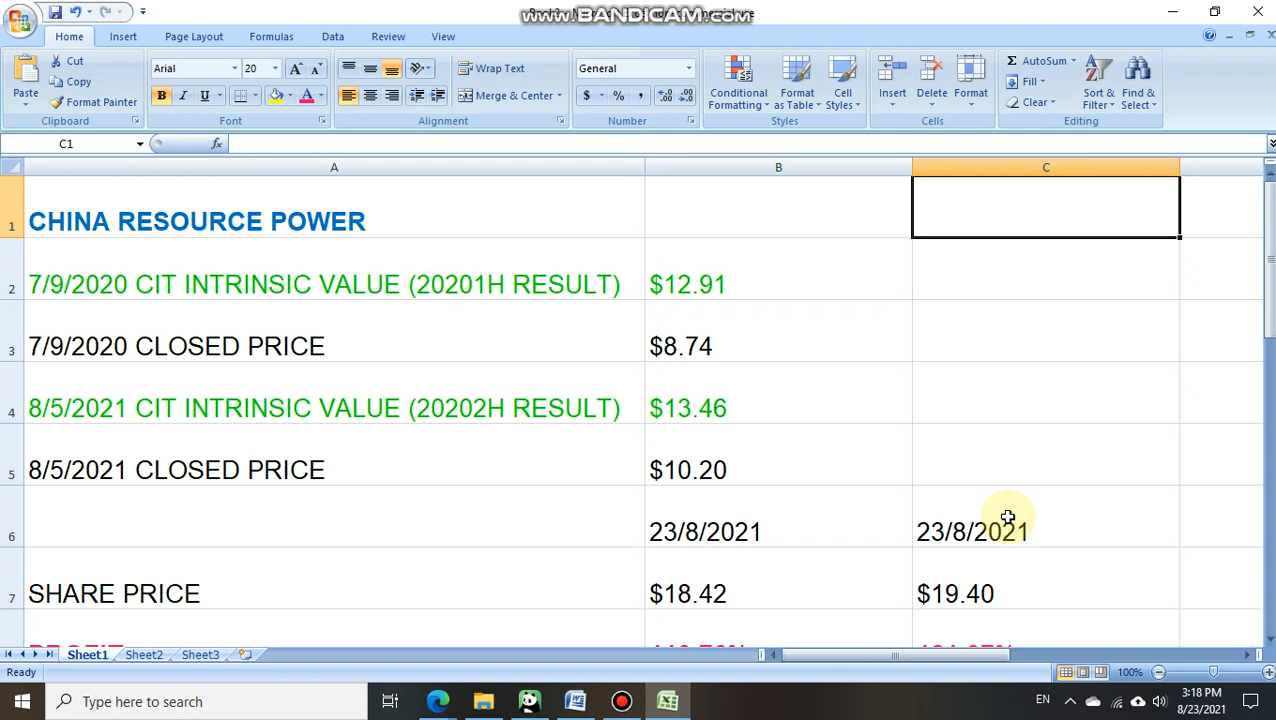 www.BANDICAM.com
Home Insert Page Layout Formulas Data Review View
Paste
Cut
Copy
Format Painter
Clipboard
Arial 20
Font
Wrap Text
Merge & Center
Alignment
General
Number
Conditional Formatting
Format as Table
Cell Styles
Styles
Insert
Delete
Format
Cells
AutoSum
Fill
Clear
Sort & Filter
Find & Select
Editing
C1
fx
A B C
1 CHINA RESOURCE POWER
2 7/9/2020 CIT INTRINSIC VALUE (20201H RESULT) $12.91
3 7/9/2020 CLOSED PRICE $8.74
4 8/5/2021 CIT INTRINSIC VALUE (20202H RESULT) $13.46
5 8/5/2021 CLOSED PRICE $10.20
6 23/8/2021 23/8/2021
7 SHARE PRICE $18.42 $19.40
Sheet1 Sheet2 Sheet3
Ready 100%
Type here to search
EN
3:18 PM
8/23/2021